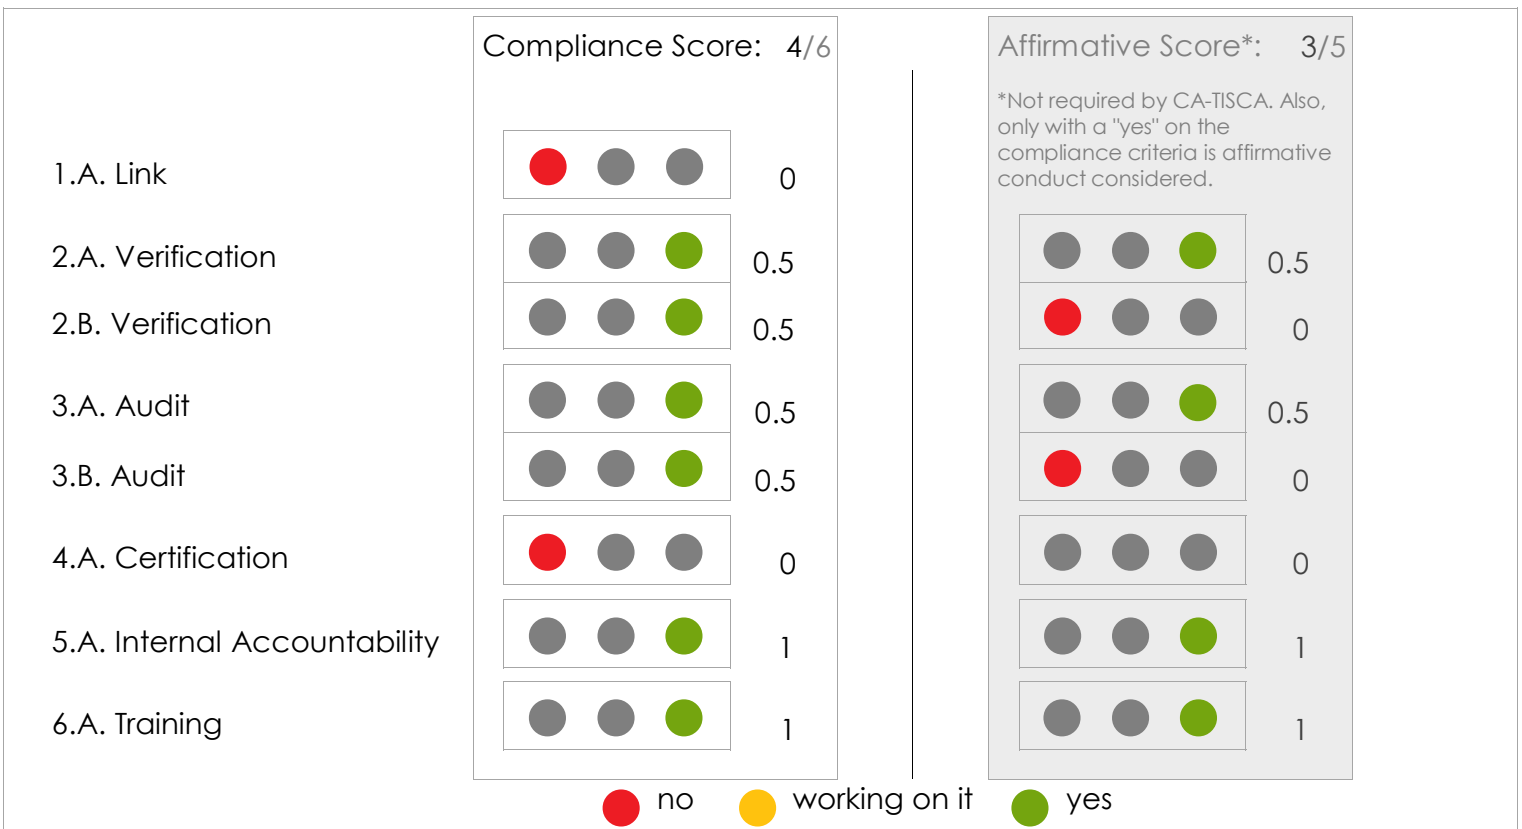 Compliance Score: 4/6
Affirmative Score*: 3/5
*Not required by CA-TISCA. Also,
only with a "yes" on the
compliance criteria is affirmative
conduct considered.
1.A. Link 0
2.A. Verification 0.5 0.5
2.B. Verification 0.5 0
3.A. Audit 0.5 0.5
3.B. Audit 0.5 0
4.A. Certification 0 0
5.A. Internal Accountability 1 1
6.A. Training 1 1
no working on it yes